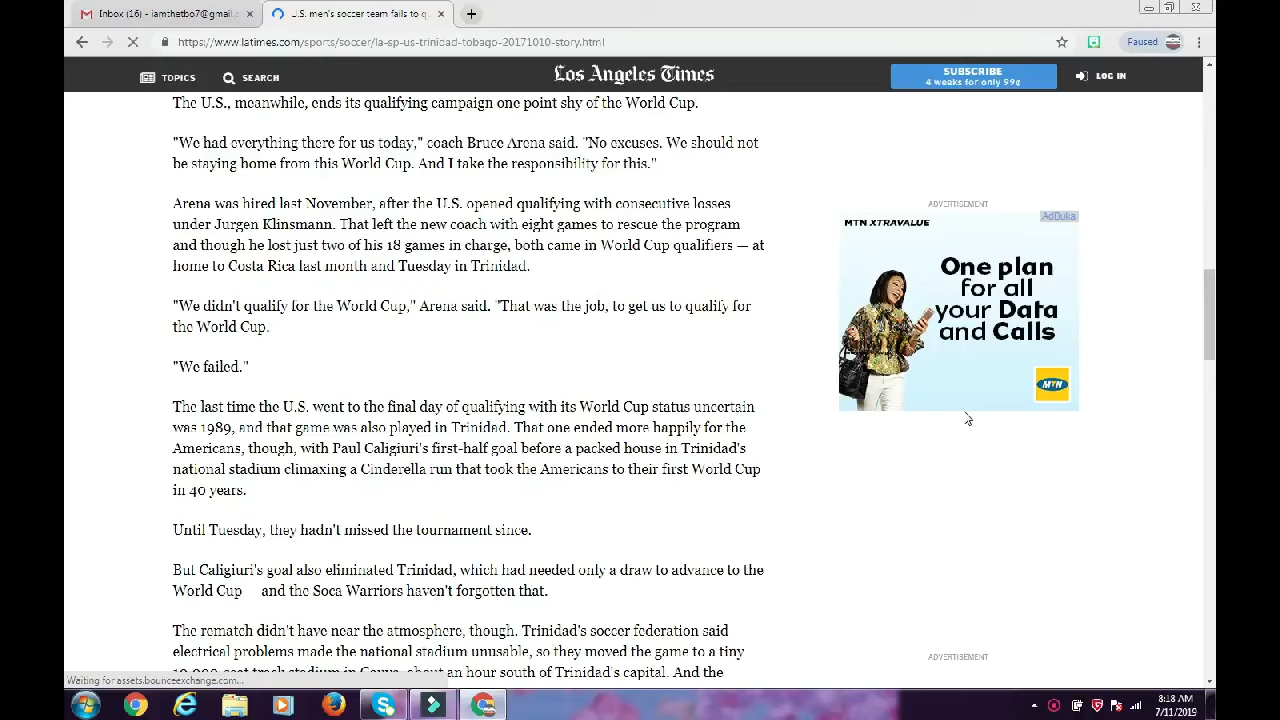 Inbox (16) - iamthetbo7@gmail.c
U.S. men's soccer team fails to q
https://www.latimes.com/sports/soccer/la-sp-us-trinidad-tobago-20171010-story.html
Paused
TOPICS
SEARCH
Los Angeles Times
SUBSCRIBE
4 weeks for only 99¢
LOG IN
The U.S., meanwhile, ends its qualifying campaign one point shy of the World Cup.
"We had everything there for us today," coach Bruce Arena said. "No excuses. We should not
be staying home from this World Cup. And I take the responsibility for this."
Arena was hired last November, after the U.S. opened qualifying with consecutive losses
under Jurgen Klinsmann. That left the new coach with eight games to rescue the program
and though he lost just two of his 18 games in charge, both came in World Cup qualifiers — at
home to Costa Rica last month and Tuesday in Trinidad.
"We didn't qualify for the World Cup," Arena said. "That was the job, to get us to qualify for
the World Cup.
"We failed."
The last time the U.S. went to the final day of qualifying with its World Cup status uncertain
was 1989, and that game was also played in Trinidad. That one ended more happily for the
Americans, though, with Paul Caligiuri's first-half goal before a packed house in Trinidad's
national stadium climaxing a Cinderella run that took the Americans to their first World Cup
in 40 years.
Until Tuesday, they hadn't missed the tournament since.
But Caligiuri's goal also eliminated Trinidad, which had needed only a draw to advance to the
World Cup and the Soca Warriors haven't forgotten that.
The rematch didn't have near the atmosphere, though. Trinidad's soccer federation said
electrical problems made the national stadium unusable, so they moved the game to a tiny
stadium in Couva, about an hour south of Trinidad's capital. And the
ADVERTISEMENT
MTN XTRAVALUE
AdBuka
One plan
for all
your Data
and Calls
MTN
ADVERTISEMENT
Waiting for assets.bounceexchange.com...
8:18 AM
7/11/2019